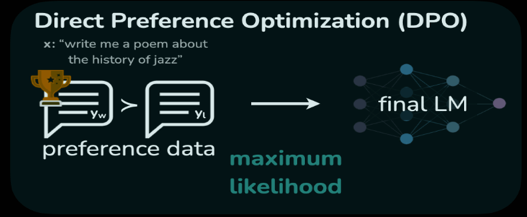 Direct Preference Optimization (DPO)
x: "write me a poem about
the history of jazz"
yw
>
yl
preference data
maximum
likelihood
final LM